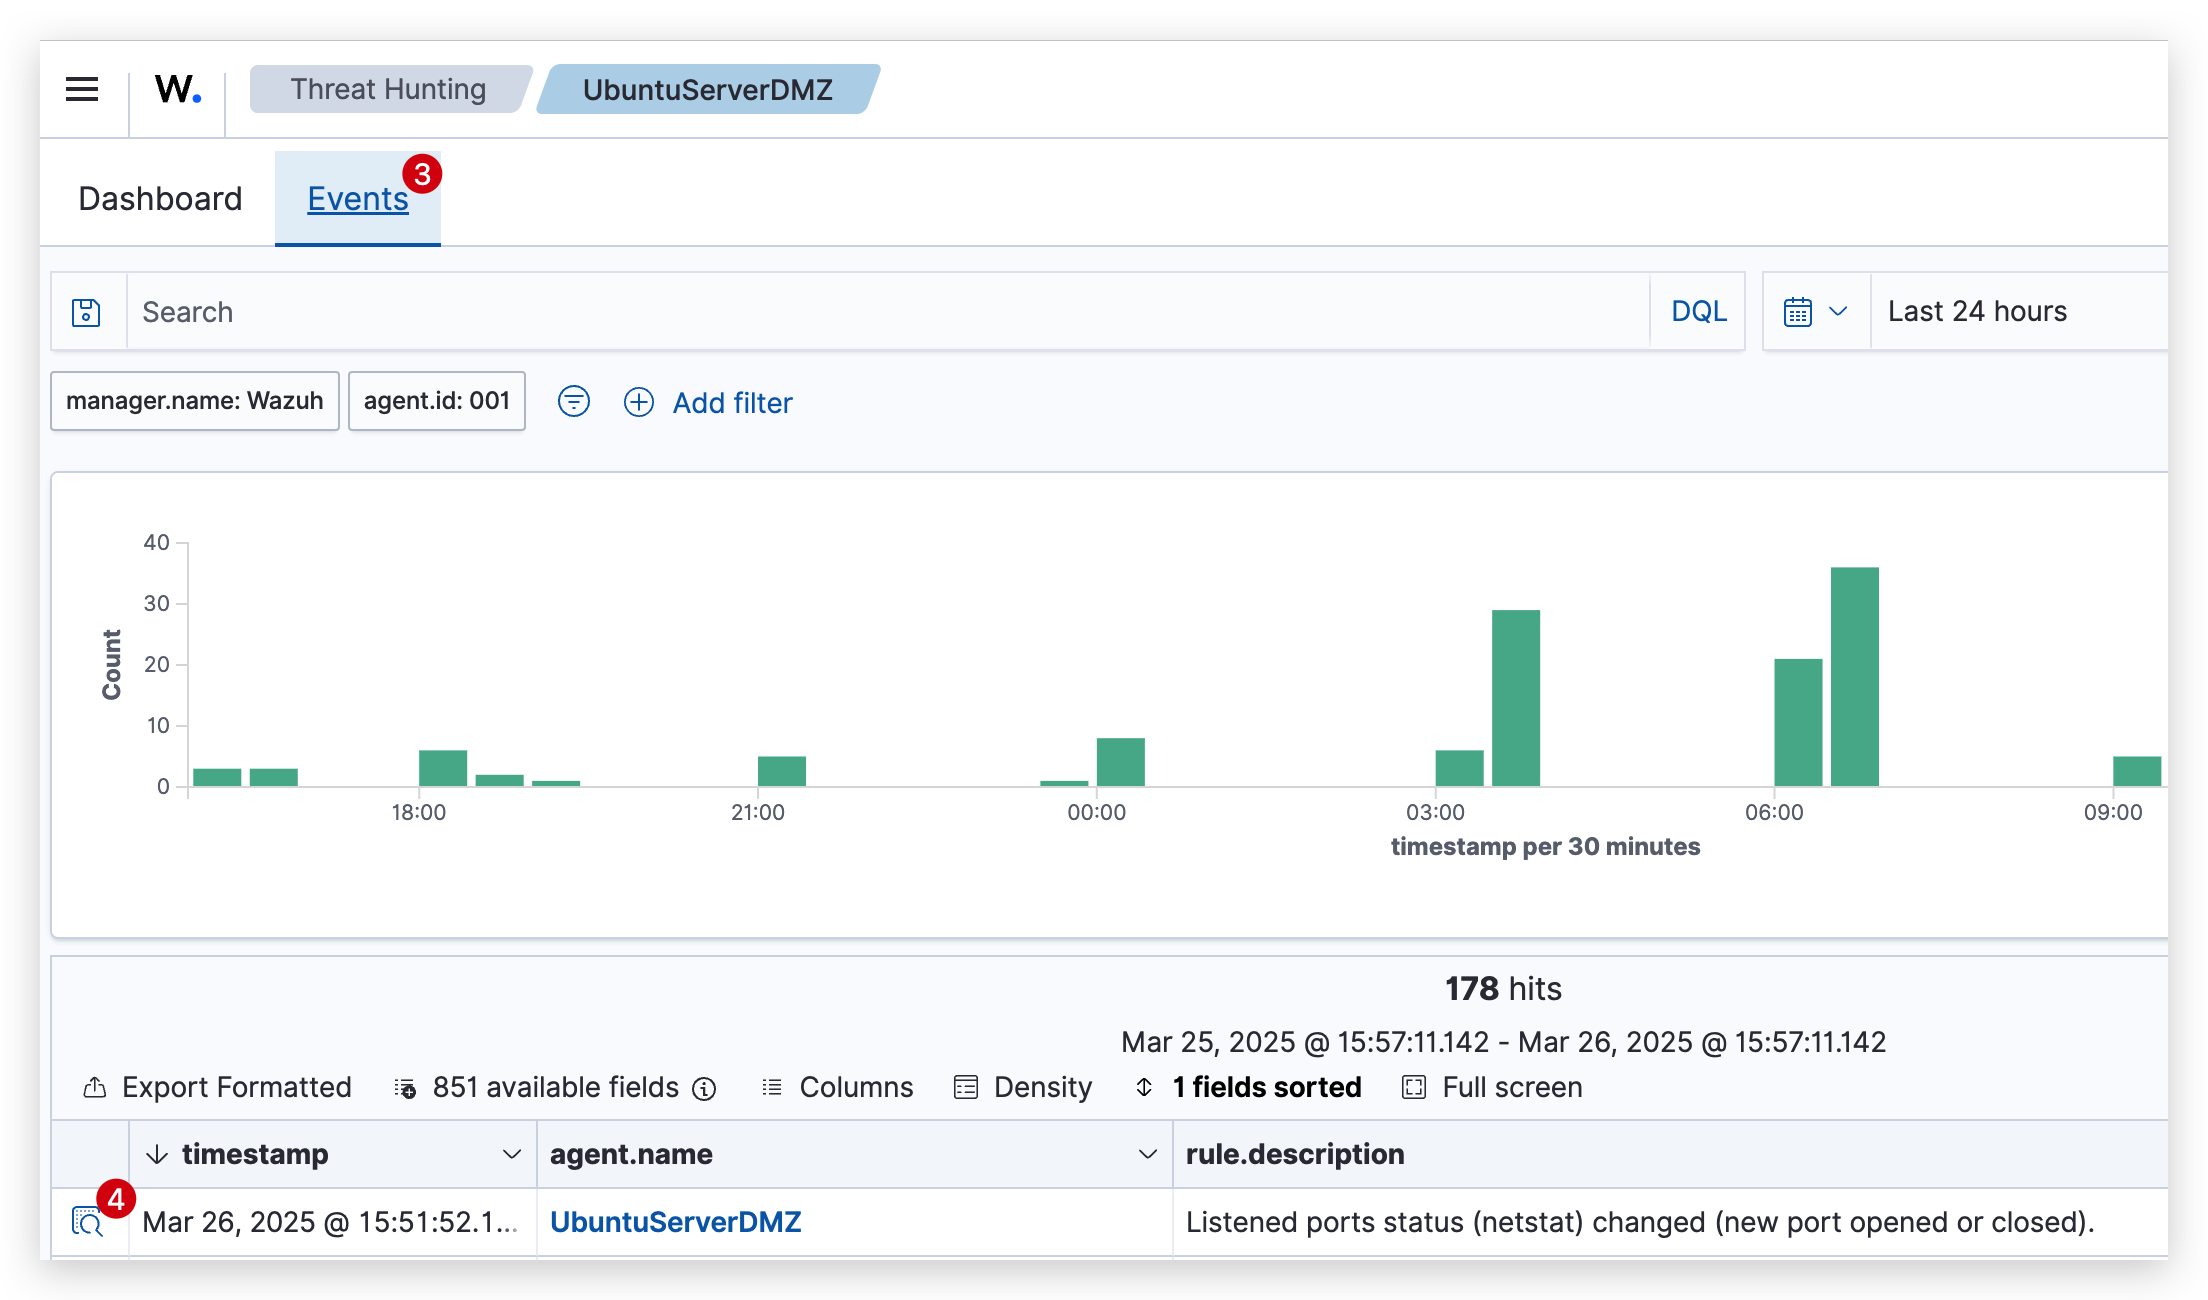 W.
Threat Hunting
UbuntuServerDMZ
Dashboard
Events
3
Search
DQL
Last 24 hours
manager.name: Wazuh
agent.id: 001
Add filter
40
30
20
10
0
Count
18:00
21:00
00:00
03:00
06:00
09:00
timestamp per 30 minutes
178 hits
Mar 25, 2025 @ 15:57:11.142 - Mar 26, 2025 @ 15:57:11.142
Export Formatted
851 available fields
Columns
Density
1 fields sorted
Full screen
timestamp
agent.name
rule.description
4
Mar 26, 2025 @ 15:51:52.1...
UbuntuServerDMZ
Listened ports status (netstat) changed (new port opened or closed).